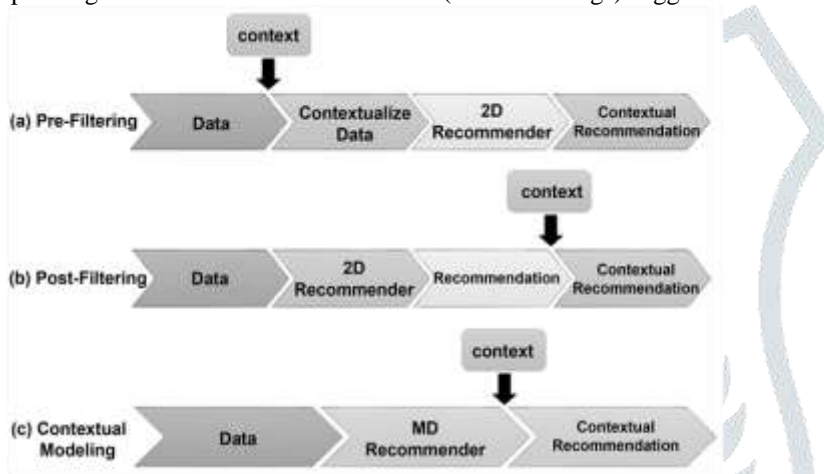 context
(a) Pre-Filtering
Data
Contextualize
Data
2D
Recommender
Contextual
Recommendation
context
(b) Post-Filtering
Data
2D
Recommender
Recommendation
Contextual
Recommendation
context
(c) Contextual
Modeling
Data
MD
Recommender
Contextual
Recommendation